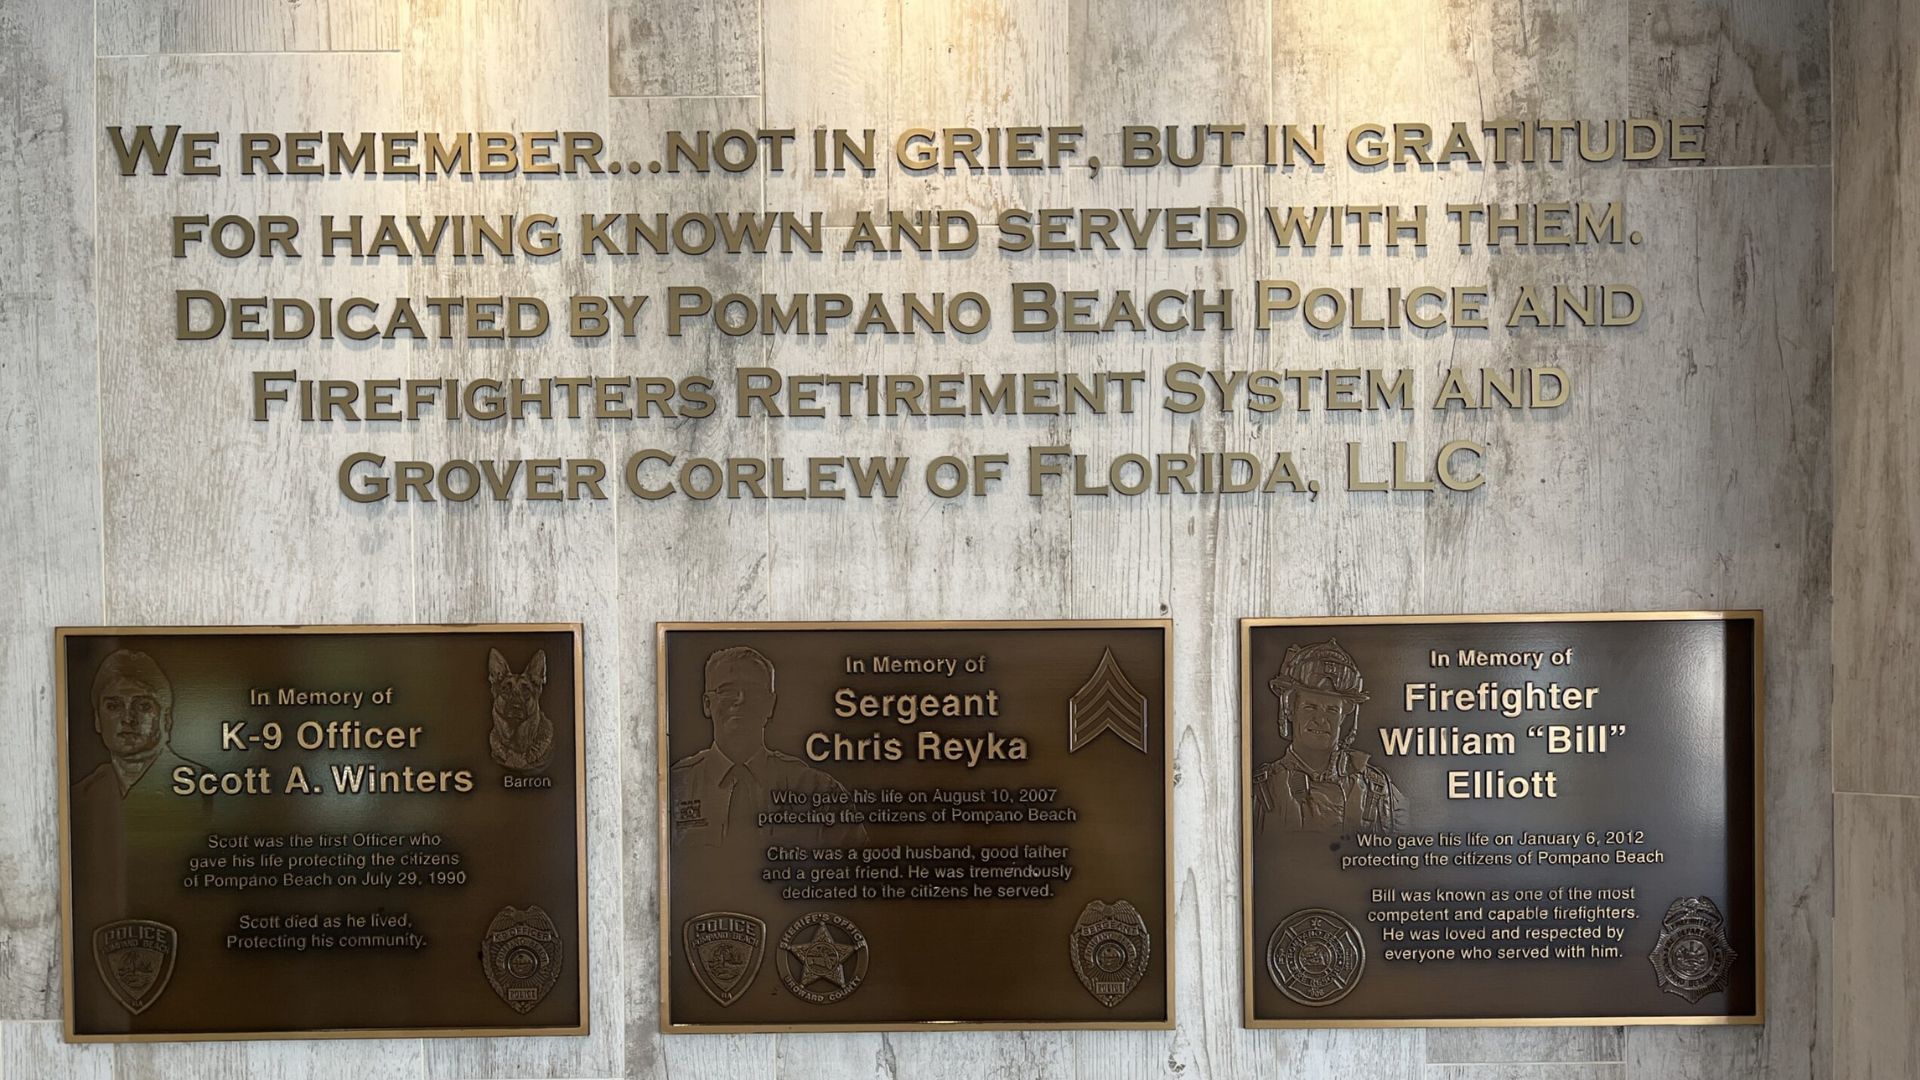 WE REMEMBER...NOT IN GRIEF, BUT IN GRATITUDE
FOR HAVING KNOWN AND SERVED WITH THEM.
DEDICATED BY POMPANO BEACH POLICE AND
FIREFIGHTERS RETIREMENT SYSTEM AND
GROVER CORLEW OF FLORIDA, LLC
In Memory of
K-9 Officer
Scott A. Winters
Barron
Scott was the first Officer who
gave his life protecting the citizens
of Pompano Beach on July 29, 1990
Scott died as he lived,
Protecting his community.
POLICE
POMPANO BEACH
K-9 OFFICER
POLICE
In Memory of
Sergeant
Chris Reyka
Who gave his life on August 10, 2007
protecting the citizens of Pompano Beach
Chris was a good husband, good father
and a great friend. He was tremendously
dedicated to the citizens he served.
POLICE
POMPANO BEACH
SHERIFF'S OFFICE
BROWARD COUNTY
SERGEANT
POLICE
In Memory of
Firefighter
William “Bill”
Elliott
Who gave his life on January 6, 2012
protecting the citizens of Pompano Beach
Bill was known as one of the most
competent and capable firefighters.
He was loved and respected by
everyone who served with him.